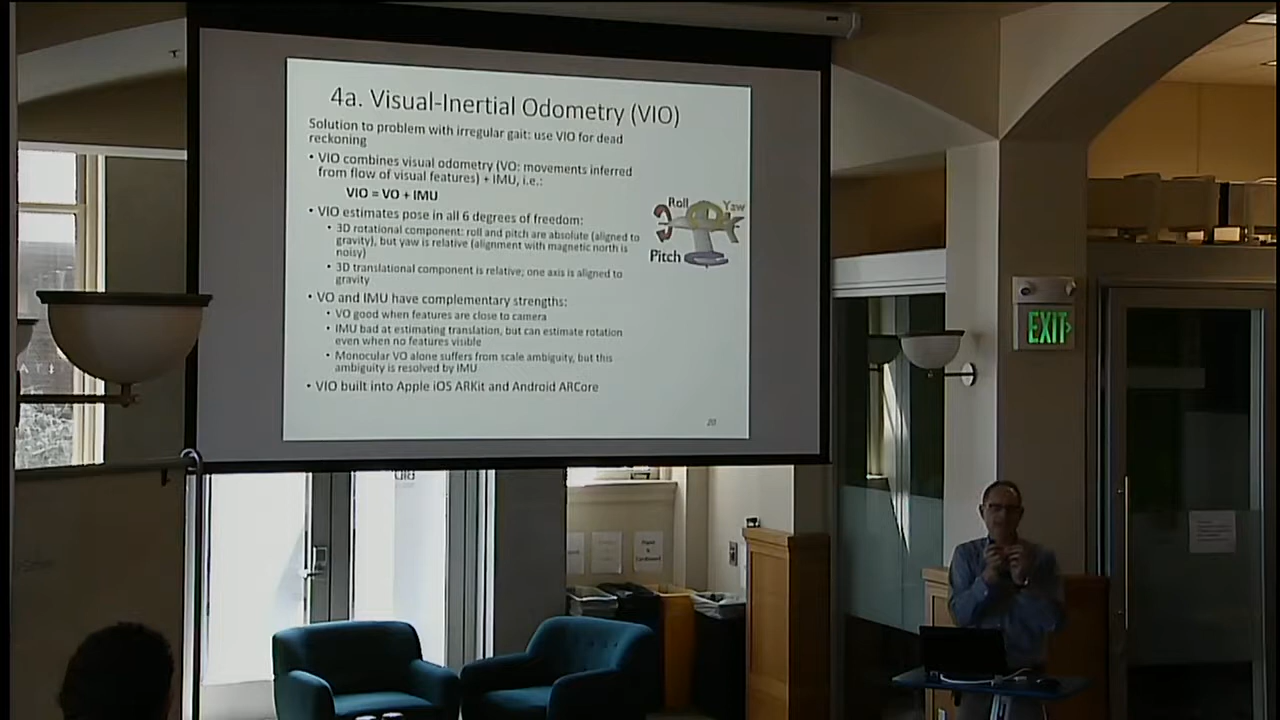 4a. Visual-Inertial Odometry (VIO)
Solution to problem with irregular gait: use VIO for dead
reckoning
• VIO combines visual odometry (VO: movements inferred
from flow of visual features) + IMU, i.e.:
VIO = VO + IMU
• VIO estimates pose in all 6 degrees of freedom:
• 3D rotational component: roll and pitch are absolute (aligned to
gravity), but yaw is relative (alignment with magnetic north is
noisy)
• 3D translational component is relative; one axis is aligned to
gravity
• VO and IMU have complementary strengths:
• VO good when features are close to camera
• IMU bad at estimating translation, but can estimate rotation
even when no features visible
• Monocular VO alone suffers from scale ambiguity, but this
ambiguity is resolved by IMU
• VIO built into Apple iOS ARKit and Android ARCore
Roll
Yaw
Pitch
20
EXIT